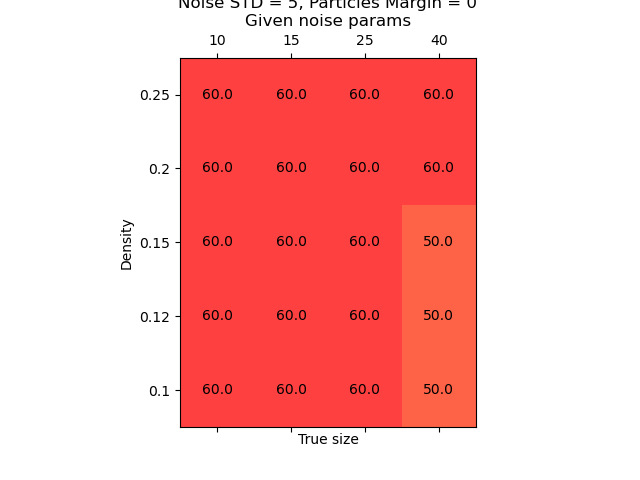 Noise STD = 5, Particles Margin = 0
Given noise params
10 15 25 40
0.25 60.0 60.0 60.0 60.0
0.2 60.0 60.0 60.0 60.0
0.15 60.0 60.0 60.0 50.0
0.12 60.0 60.0 60.0 50.0
0.1 60.0 60.0 60.0 50.0
Density
True size